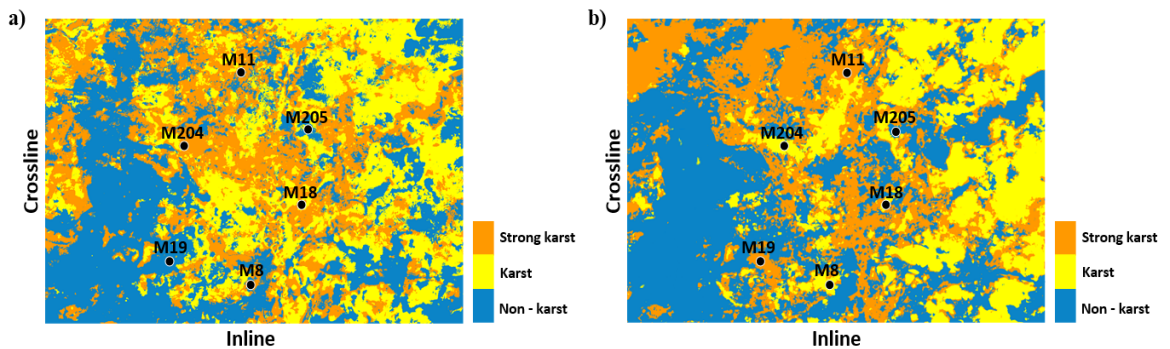 a)
M11
M205
M204
M18
M19
M8
Crossline
Inline
Strong karst
Karst
Non - karst
b)
M11
M205
M204
M18
M19
M8
Crossline
Inline
Strong karst
Karst
Non - karst